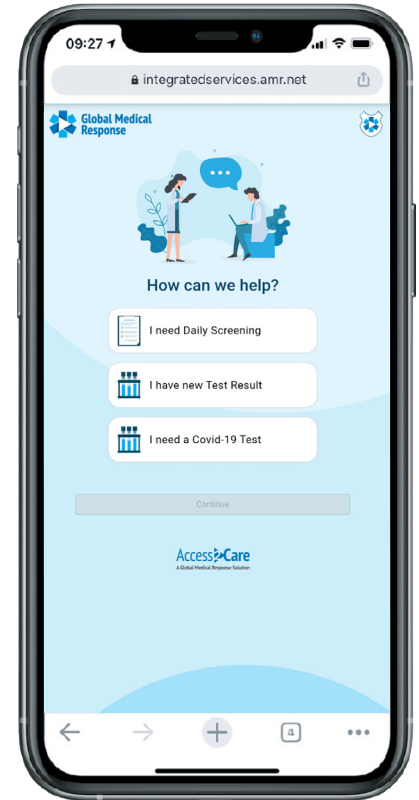 09:27
integratedservices.amr.net
Global Medical
Response
How can we help?
I need Daily Screening
I have new Test Result
I need a Covid-19 Test
Continue
Access2Care
A Global Medical Response Solution
4